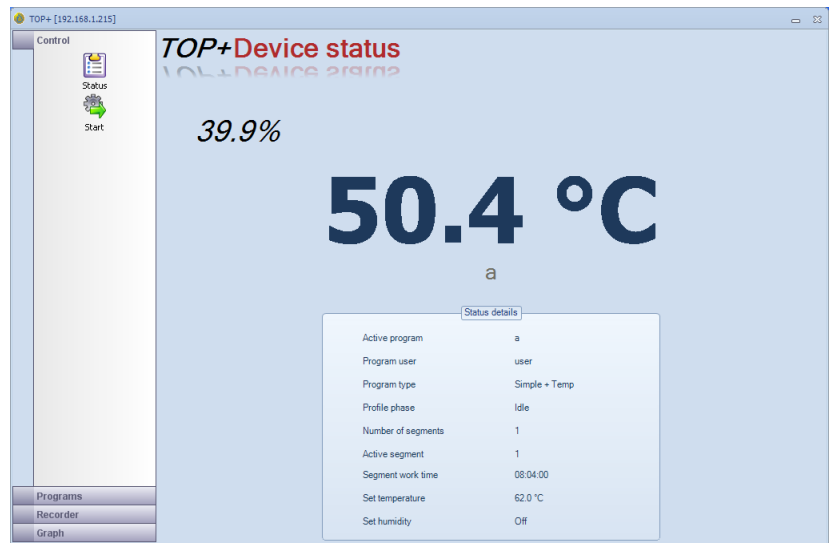 TOP+ [192.168.1.215]
Control
Status
Start
Programs
Recorder
Graph
TOP+Device status
39.9%
50.4 °C
a
Status details
Active program a
Program user user
Program type Simple + Temp
Profile phase Idle
Number of segments 1
Active segment 1
Segment work time 08:04:00
Set temperature 62.0 °C
Set humidity Off